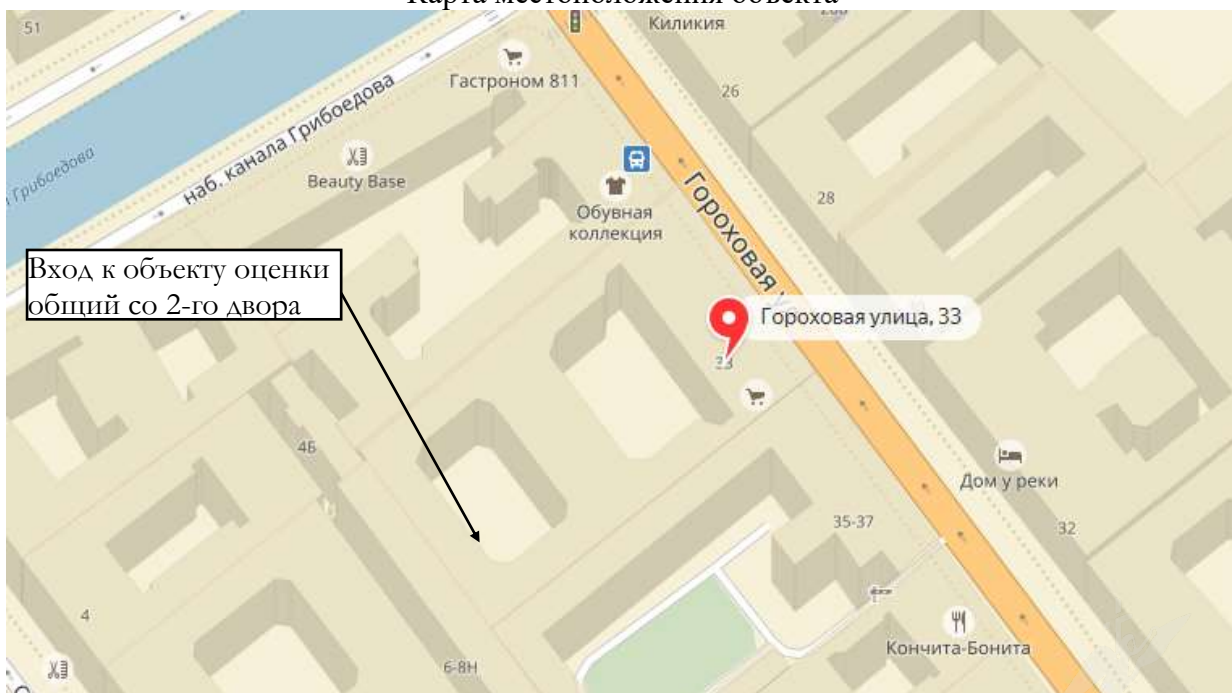 Карта местоположения объекта
51
Киликия
Гастроном 811
26
наб. канала Грибоедова
Грибоедова
Beauty Base
28
Обувная
коллекция
Гороховая
Вход к объекту оценки
общий со 2-го двора
Гороховая улица, 33
33
4Б
Дом у реки
35-37
32
4
Кончита-Бонита
6-8Н